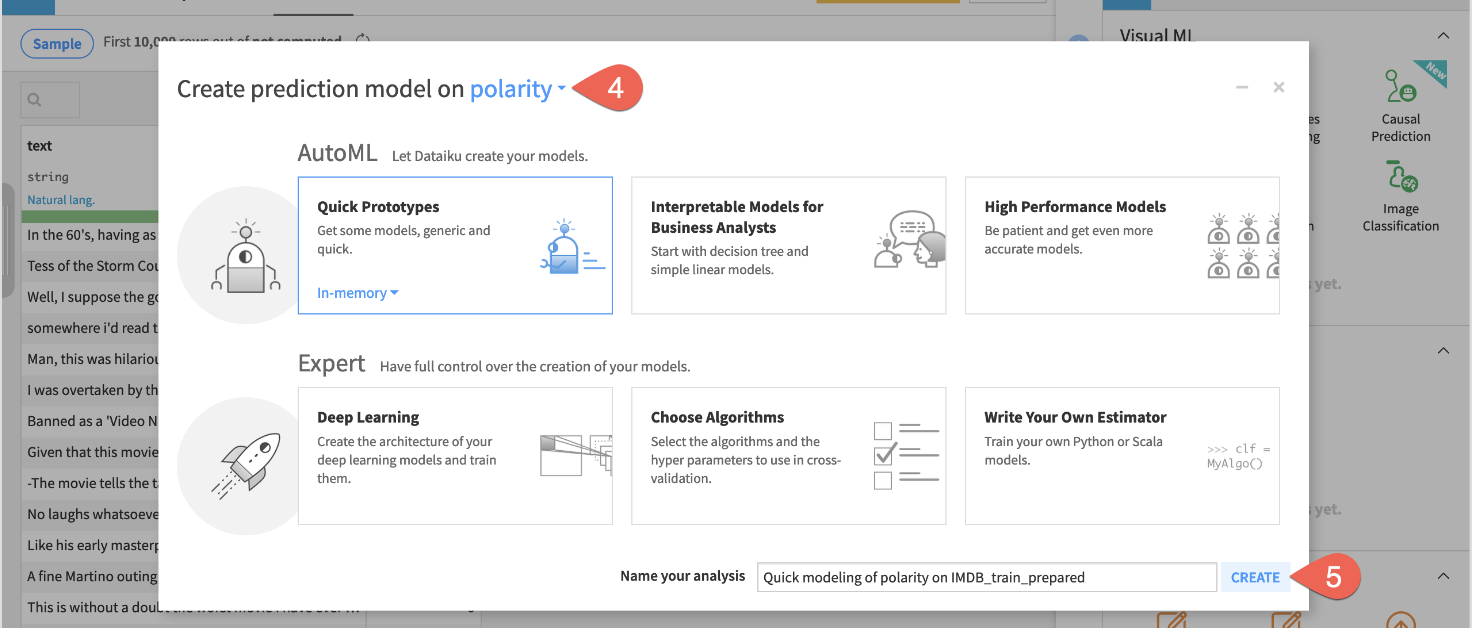 Sample
First 10,000 rows out of not computed
Visual ML
New
Causal
Prediction
Image
Classification
yet.
yet.
text
string
Natural lang.
In the 60's, having as
Tess of the Storm Cou
Well, I suppose the go
somewhere i'd read t
Man, this was hilariou
I was overtaken by th
Banned as a 'Video N
Given that this movie
-The movie tells the ta
No laughs whatsoeve
Like his early masterp
A fine Martino outing
This is without a doubt the worst movie I have ever ...
Create prediction model on polarity
4
AutoML Let Dataiku create your models.
Quick Prototypes
Get some models, generic and
quick.
In-memory
Interpretable Models for
Business Analysts
Start with decision tree and
simple linear models.
High Performance Models
Be patient and get even more
accurate models.
Expert Have full control over the creation of your models.
Deep Learning
Create the architecture of your
deep learning models and train
them.
Choose Algorithms
Select the algorithms and the
hyper parameters to use in cross-
validation.
Write Your Own Estimator
Train your own Python or Scala
models.
>>> clf =
MyAlgo()
Name your analysis Quick modeling of polarity on IMDB_train_prepared CREATE
5